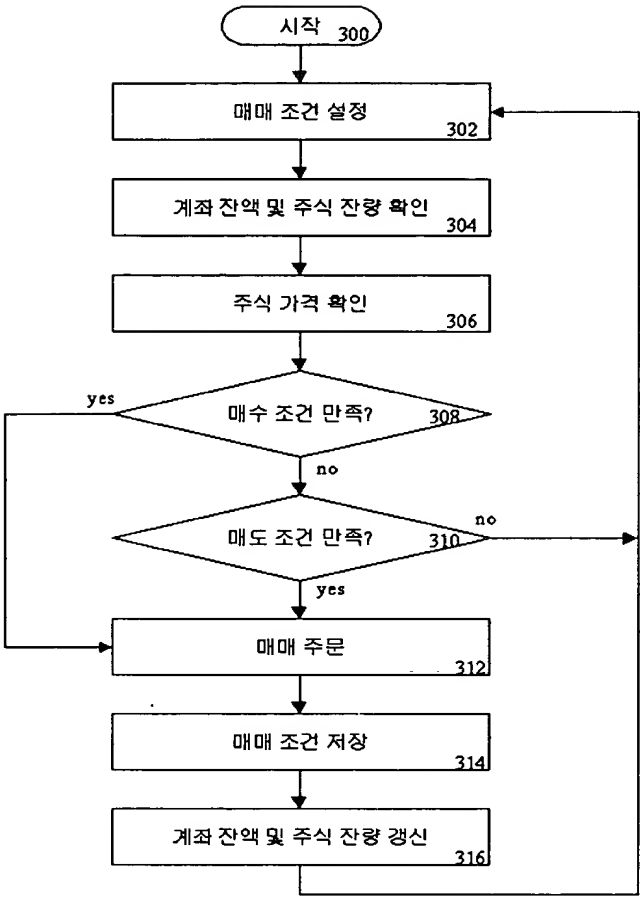 시작 300
매매 조건 설정
302
계좌 잔액 및 주식 잔량 확인
304
주식 가격 확인
306
yes
매수 조건 만족? 308
no
매도 조건 만족? 310
no
yes
매매 주문
312
매매 조건 저장
314
계좌 잔액 및 주식 잔량 갱신
316